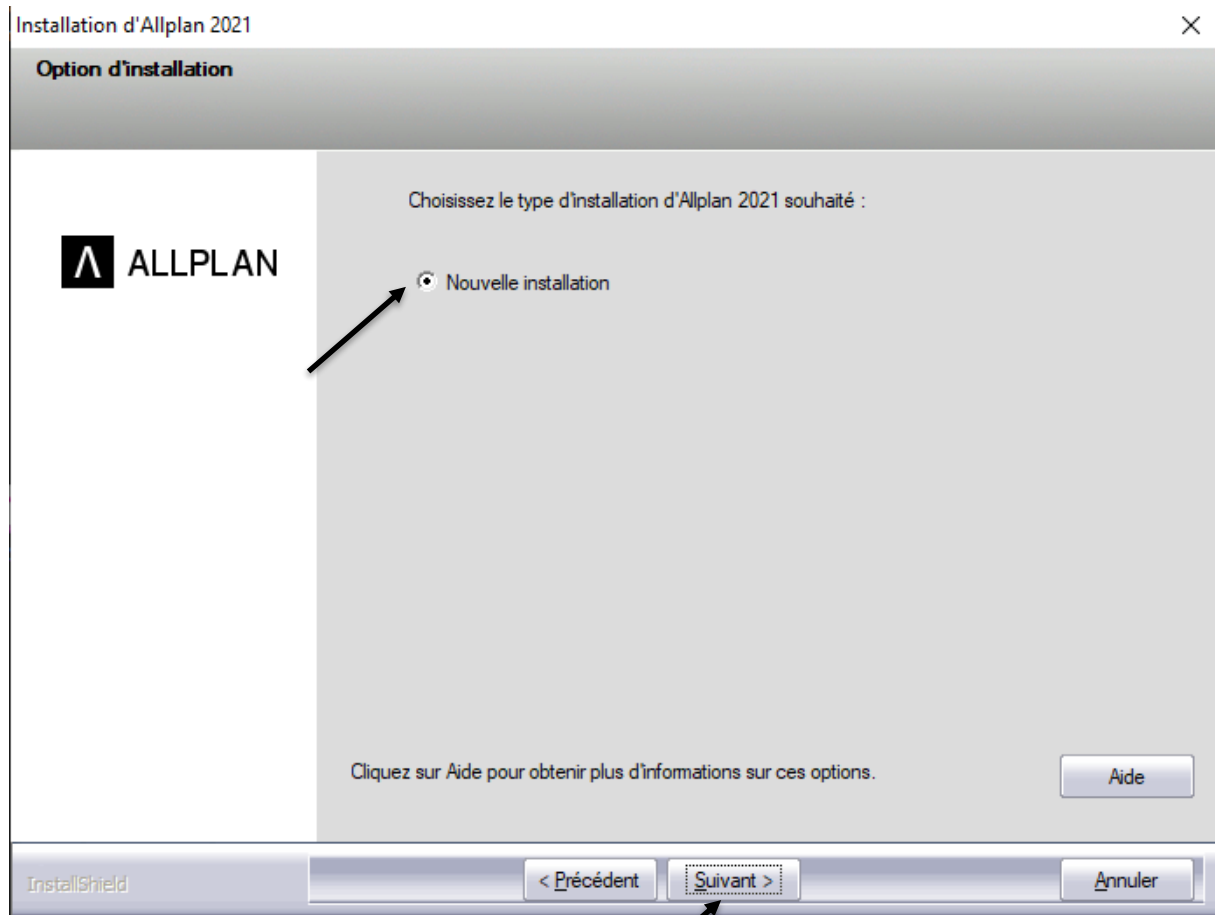 Installation d'Allplan 2021
Option d'installation
Choisissez le type d'installation d'Allplan 2021 souhaité :
ALLPLAN
Nouvelle installation
Cliquez sur Aide pour obtenir plus d'informations sur ces options.
Aide
InstallShield
< Précédent
Suivant >
Annuler